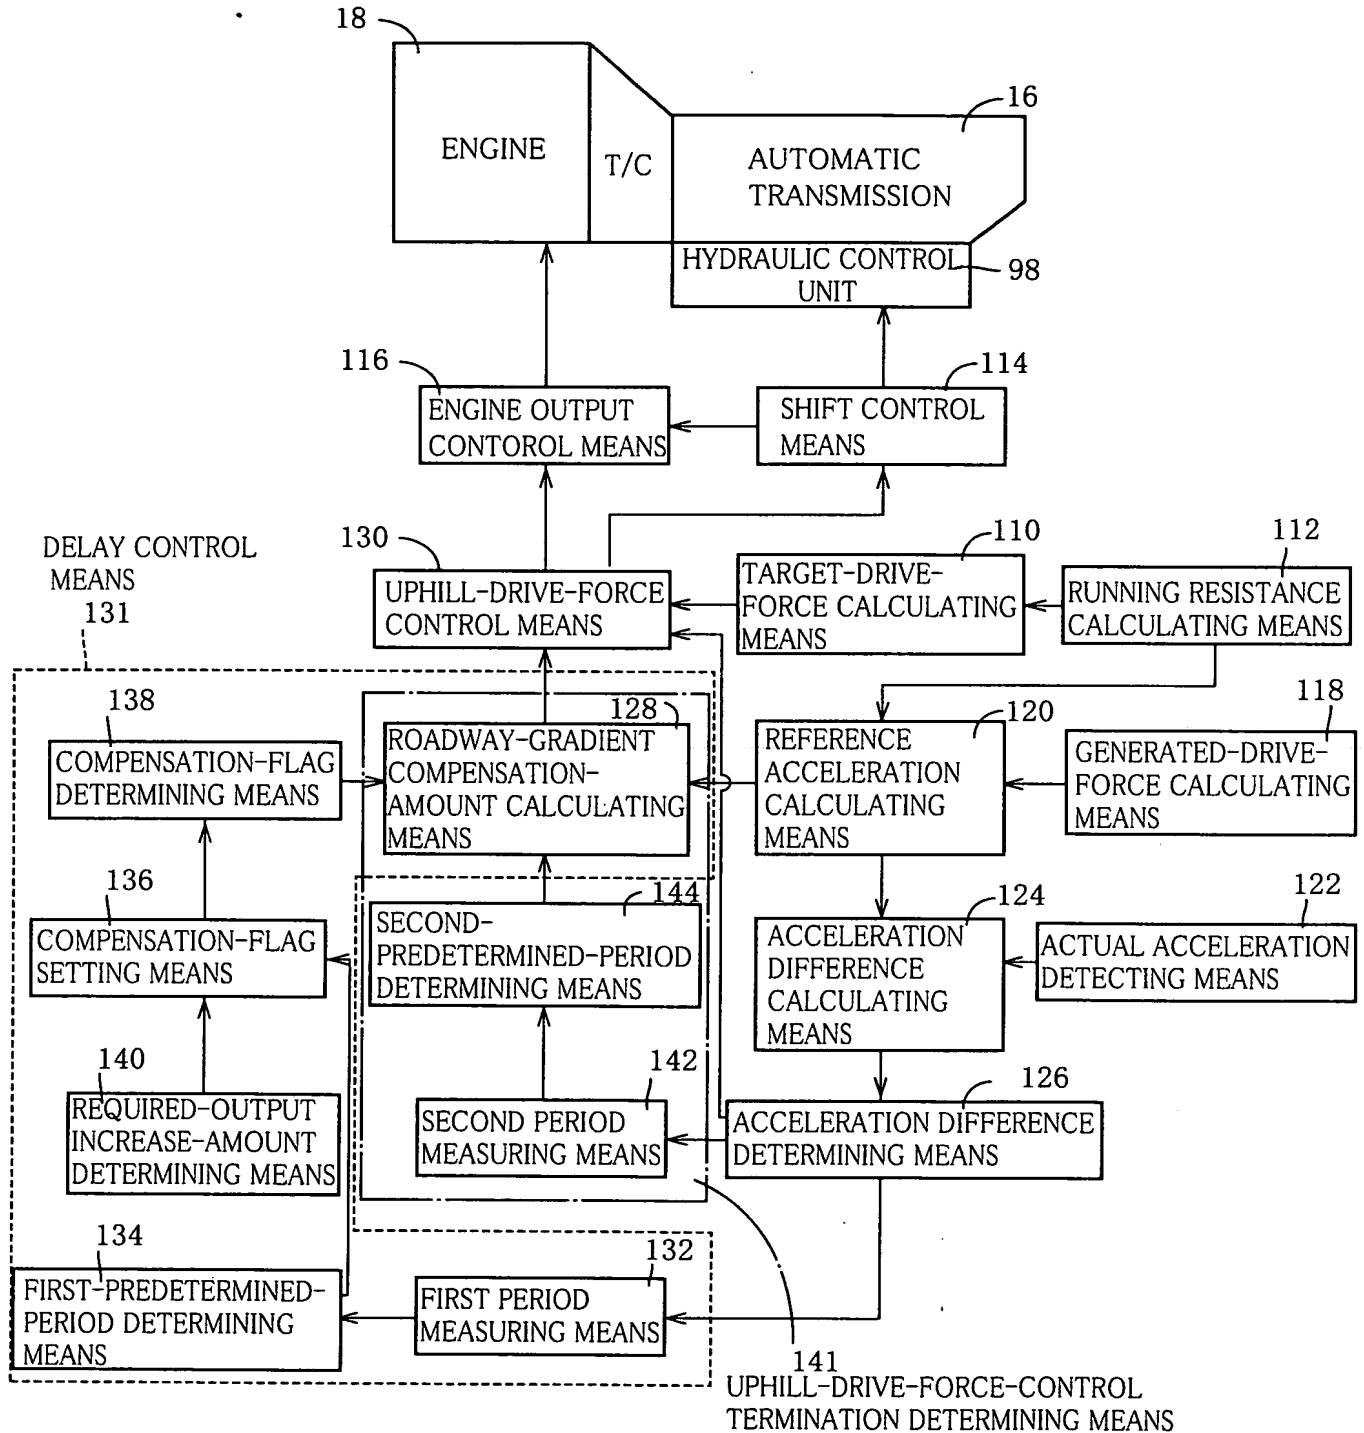 18
ENGINE
T/C
16
AUTOMATIC
TRANSMISSION
HYDRAULIC CONTROL
UNIT
98
116
ENGINE OUTPUT
CONTOROL MEANS
114
SHIFT CONTROL
MEANS
DELAY CONTROL
MEANS
131
130
UPHILL-DRIVE-FORCE
CONTROL MEANS
110
TARGET-DRIVE-
FORCE CALCULATING
MEANS
112
RUNNING RESISTANCE
CALCULATING MEANS
138
COMPENSATION-FLAG
DETERMINING MEANS
128
ROADWAY-GRADIENT
COMPENSATION-
AMOUNT CALCULATING
MEANS
120
REFERENCE
ACCELERATION
CALCULATING
MEANS
118
GENERATED-DRIVE-
FORCE CALCULATING
MEANS
136
COMPENSATION-FLAG
SETTING MEANS
144
SECOND-
PREDETERMINED-PERIOD
DETERMINING MEANS
124
ACCELERATION
DIFFERENCE
CALCULATING
MEANS
122
ACTUAL ACCELERATION
DETECTING MEANS
140
REQUIRED-OUTPUT
INCREASE-AMOUNT
DETERMINING MEANS
142
SECOND PERIOD
MEASURING MEANS
126
ACCELERATION DIFFERENCE
DETERMINING MEANS
134
FIRST-PREDETERMINED-
PERIOD DETERMINING
MEANS
132
FIRST PERIOD
MEASURING MEANS
141
UPHILL-DRIVE-FORCE-CONTROL
TERMINATION DETERMINING MEANS